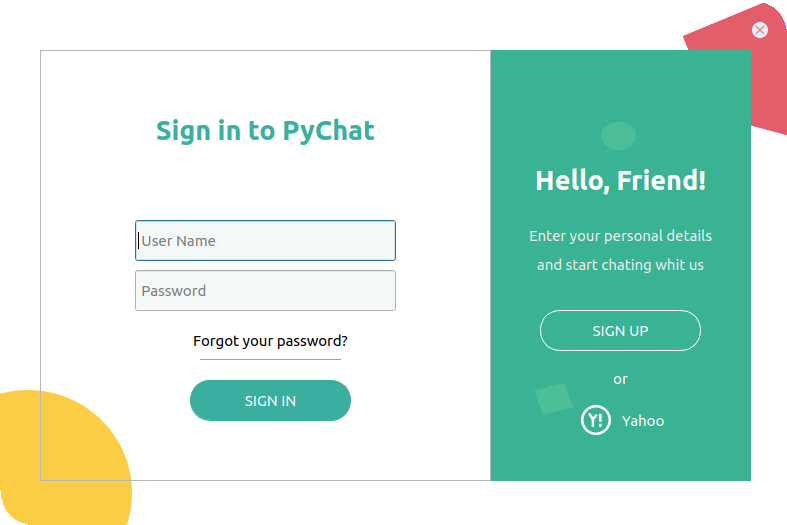 Sign in to PyChat
User Name
Password
Forgot your password?
SIGN IN
Hello, Friend!
Enter your personal details
and start chating whit us
SIGN UP
or
Y! Yahoo